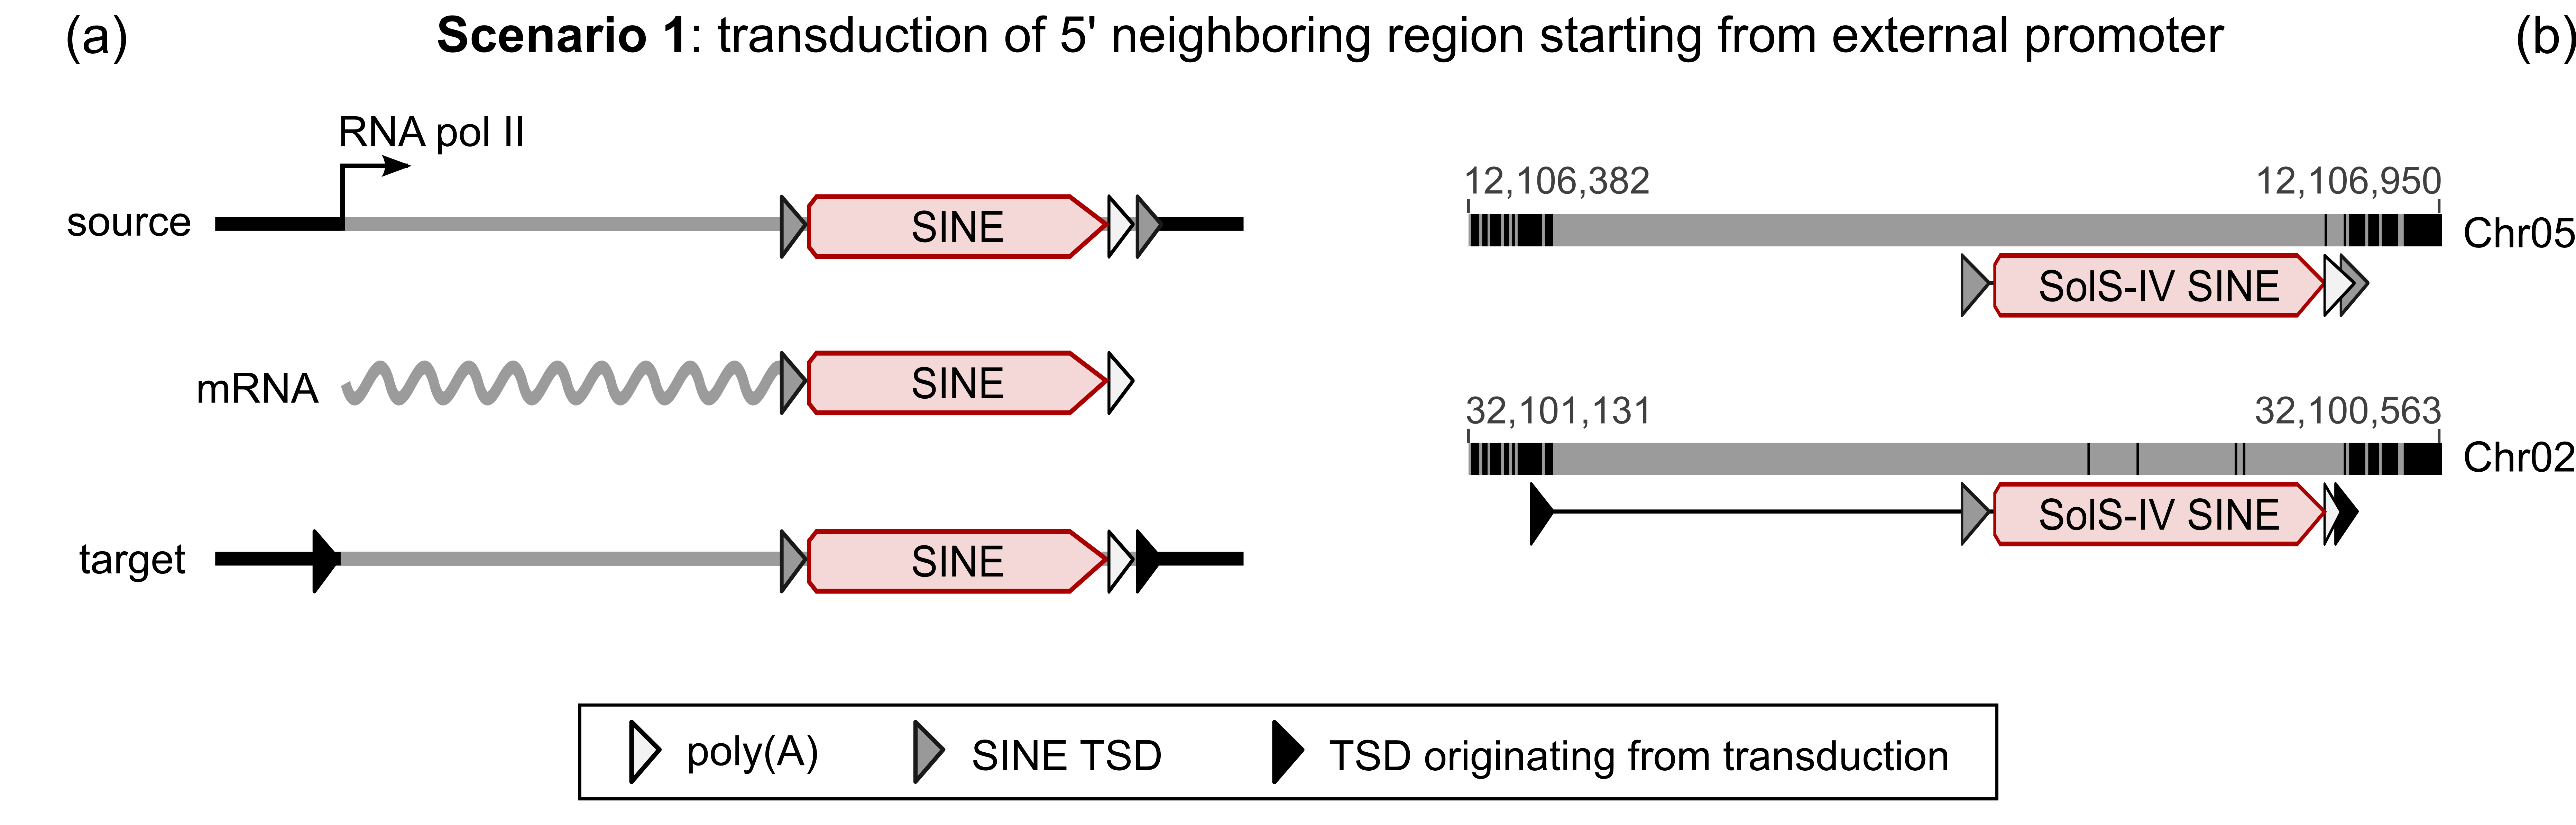 (a)
Scenario 1: transduction of 5' neighboring region starting from external promoter
(b)
RNA pol II
source
SINE
mRNA
SINE
target
SINE
12,106,382
12,106,950
Chr05
SolS-IV SINE
32,101,131
32,100,563
Chr02
SolS-IV SINE
poly(A)
SINE TSD
TSD originating from transduction